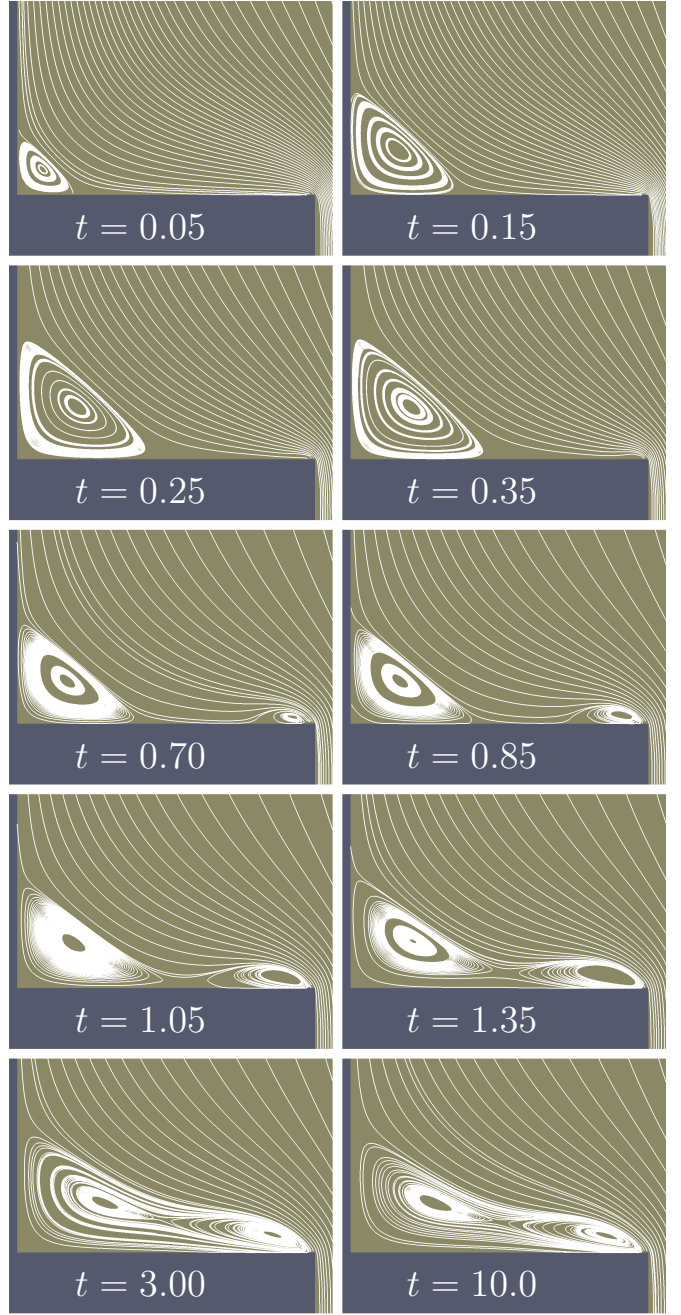 t = 0.05
t = 0.15
t = 0.25
t = 0.35
t = 0.70
t = 0.85
t = 1.05
t = 1.35
t = 3.00
t = 10.0